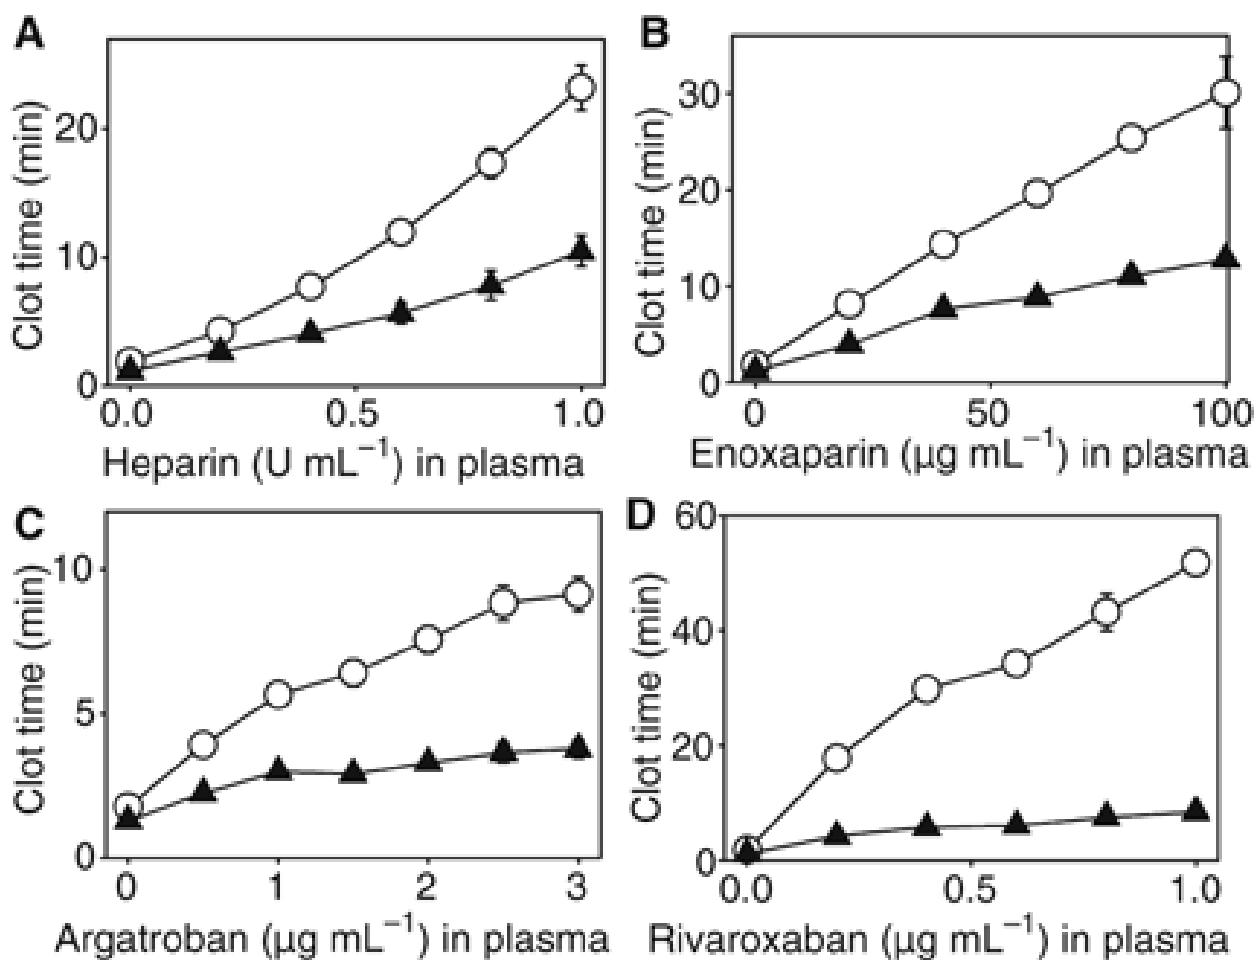 A
Clot time (min)
20
10
0
0.0 0.5 1.0
Heparin (U mL⁻¹) in plasma
B
Clot time (min)
30
20
10
0
0 50 100
Enoxaparin (µg mL⁻¹) in plasma
C
Clot time (min)
10
5
0
0 1 2 3
Argatroban (µg mL⁻¹) in plasma
D
Clot time (min)
60
40
20
0
0.0 0.5 1.0
Rivaroxaban (µg mL⁻¹) in plasma